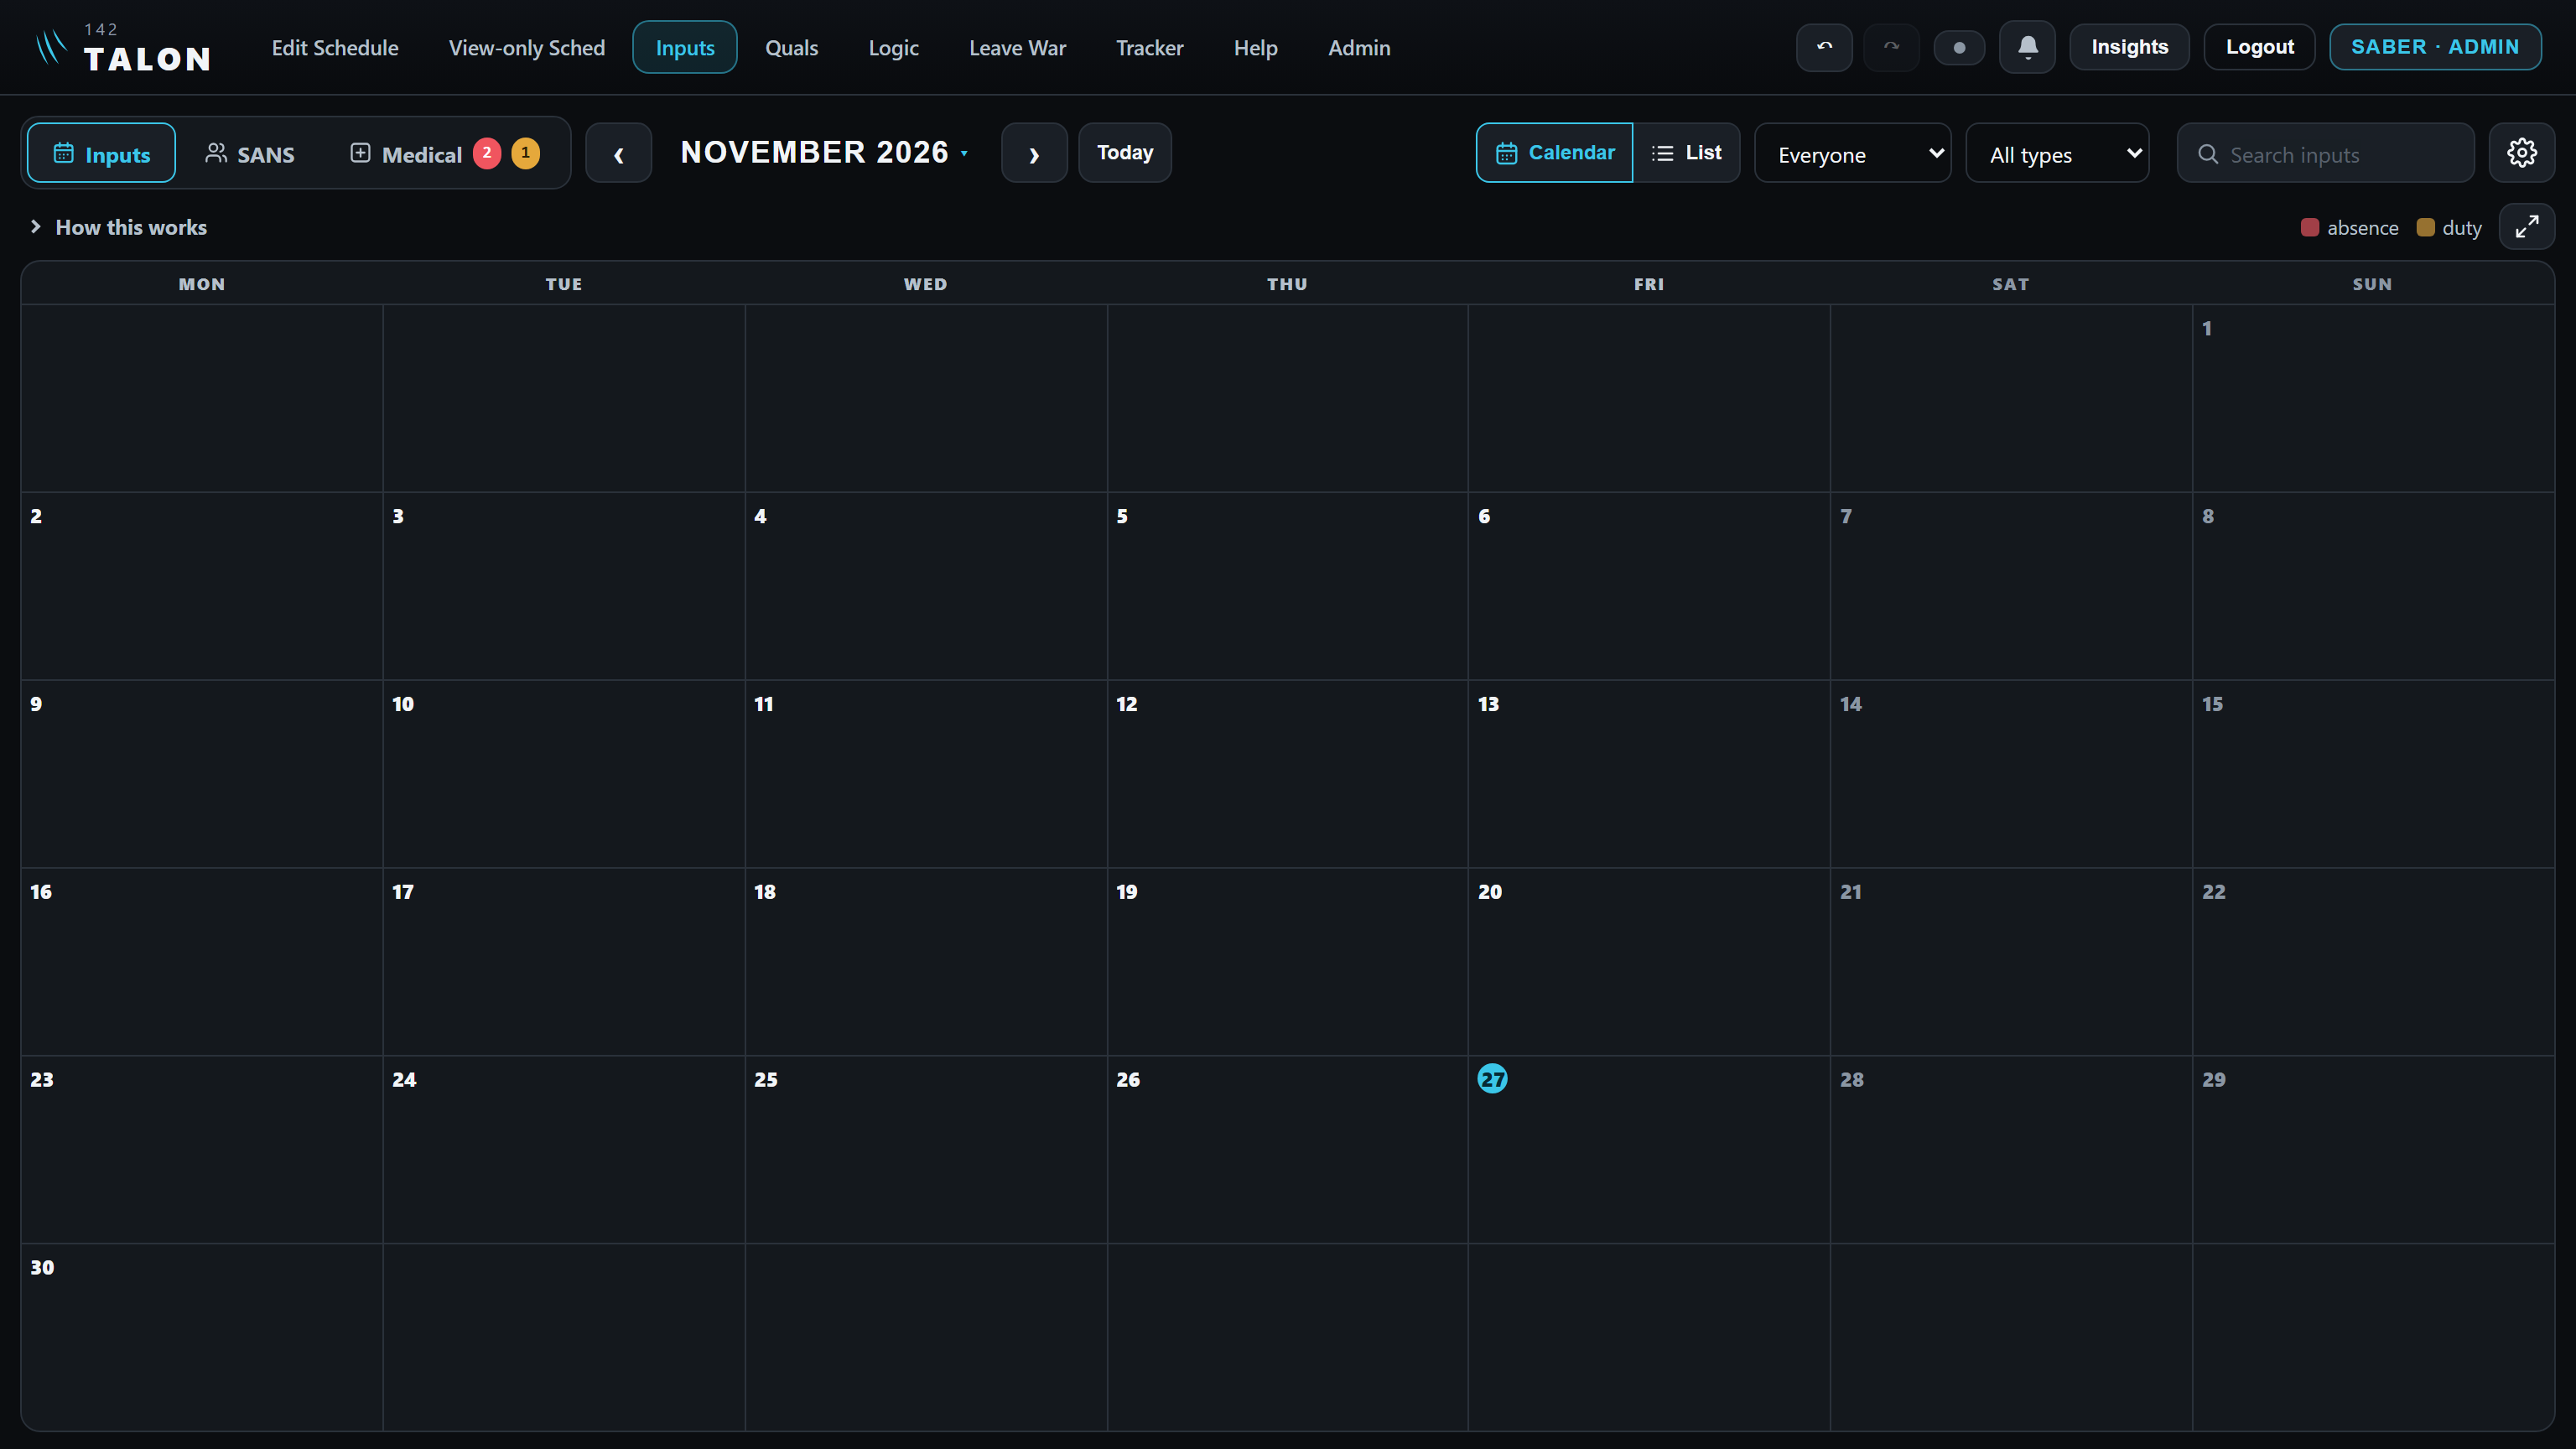 142
TALON
Edit Schedule
View-only Sched
Inputs
Quals
Logic
Leave War
Tracker
Help
Admin
Insights
Logout
SABER · ADMIN
Inputs
SANS
Medical 2 1
‹
NOVEMBER 2026
›
Today
Calendar
List
Everyone
All types
Search inputs
How this works
absence
duty
MON TUE WED THU FRI SAT SUN
1
2 3 4 5 6 7 8
9 10 11 12 13 14 15
16 17 18 19 20 21 22
23 24 25 26 27 28 29
30